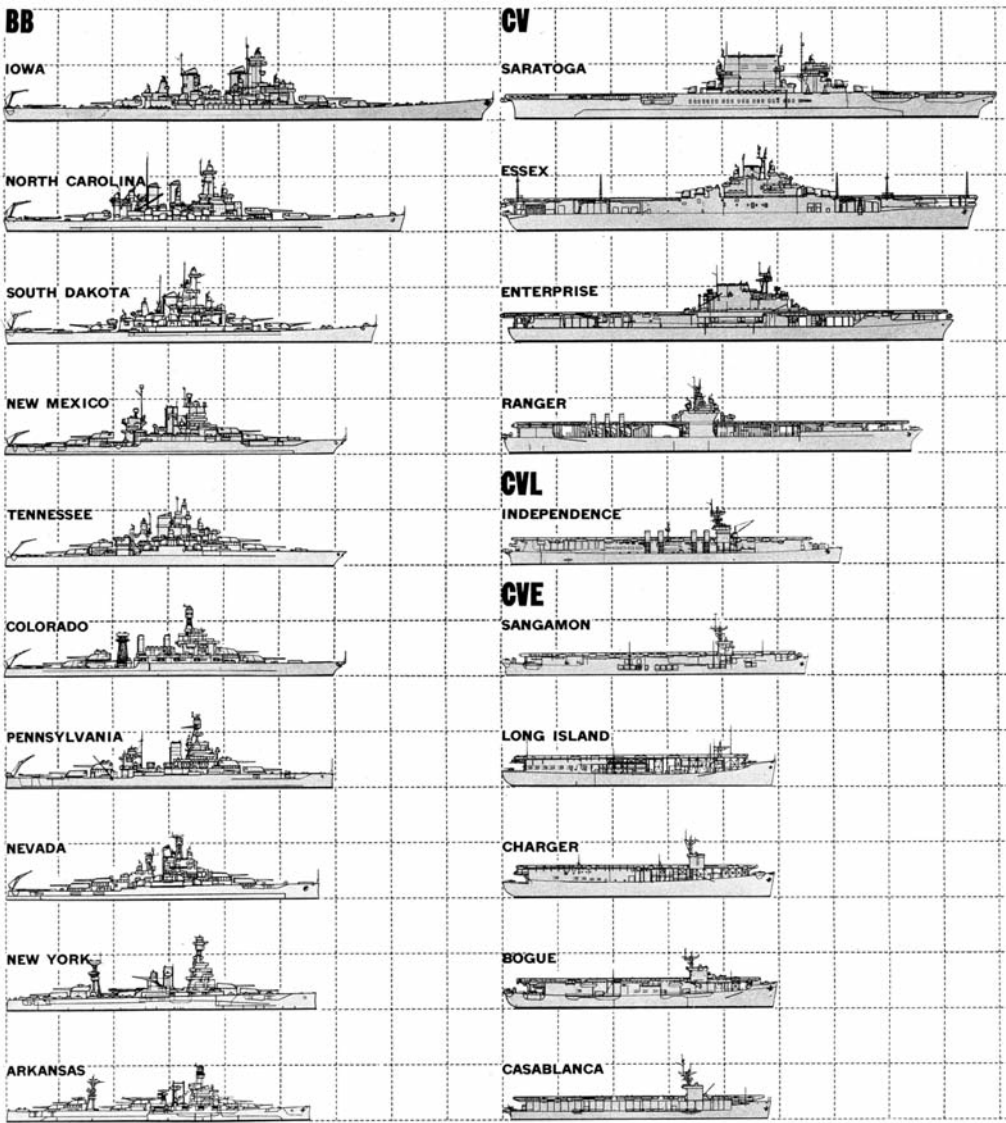 BB
IOWA
NORTH CAROLINA
SOUTH DAKOTA
NEW MEXICO
TENNESSEE
COLORADO
PENNSYLVANIA
NEVADA
NEW YORK
ARKANSAS
CV
SARATOGA
ESSEX
ENTERPRISE
RANGER
CVL
INDEPENDENCE
CVE
SANGAMON
LONG ISLAND
CHARGER
BOGUE
CASABLANCA